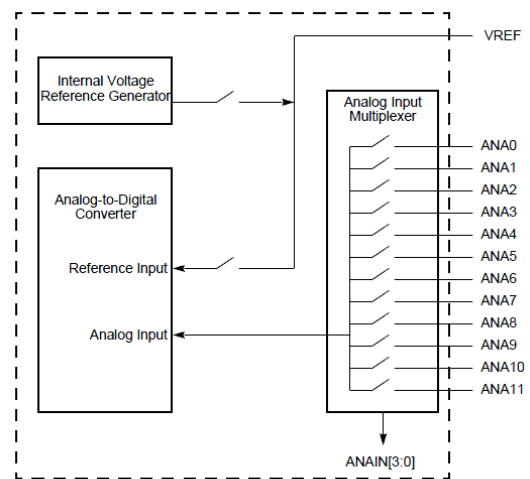 VREF
Internal Voltage
Reference Generator
Analog Input
Multiplexer
ANA0
ANA1
ANA2
ANA3
ANA4
ANA5
ANA6
ANA7
ANA8
ANA9
ANA10
ANA11
Analog-to-Digital
Converter
Reference Input
Analog Input
ANAIN[3:0]